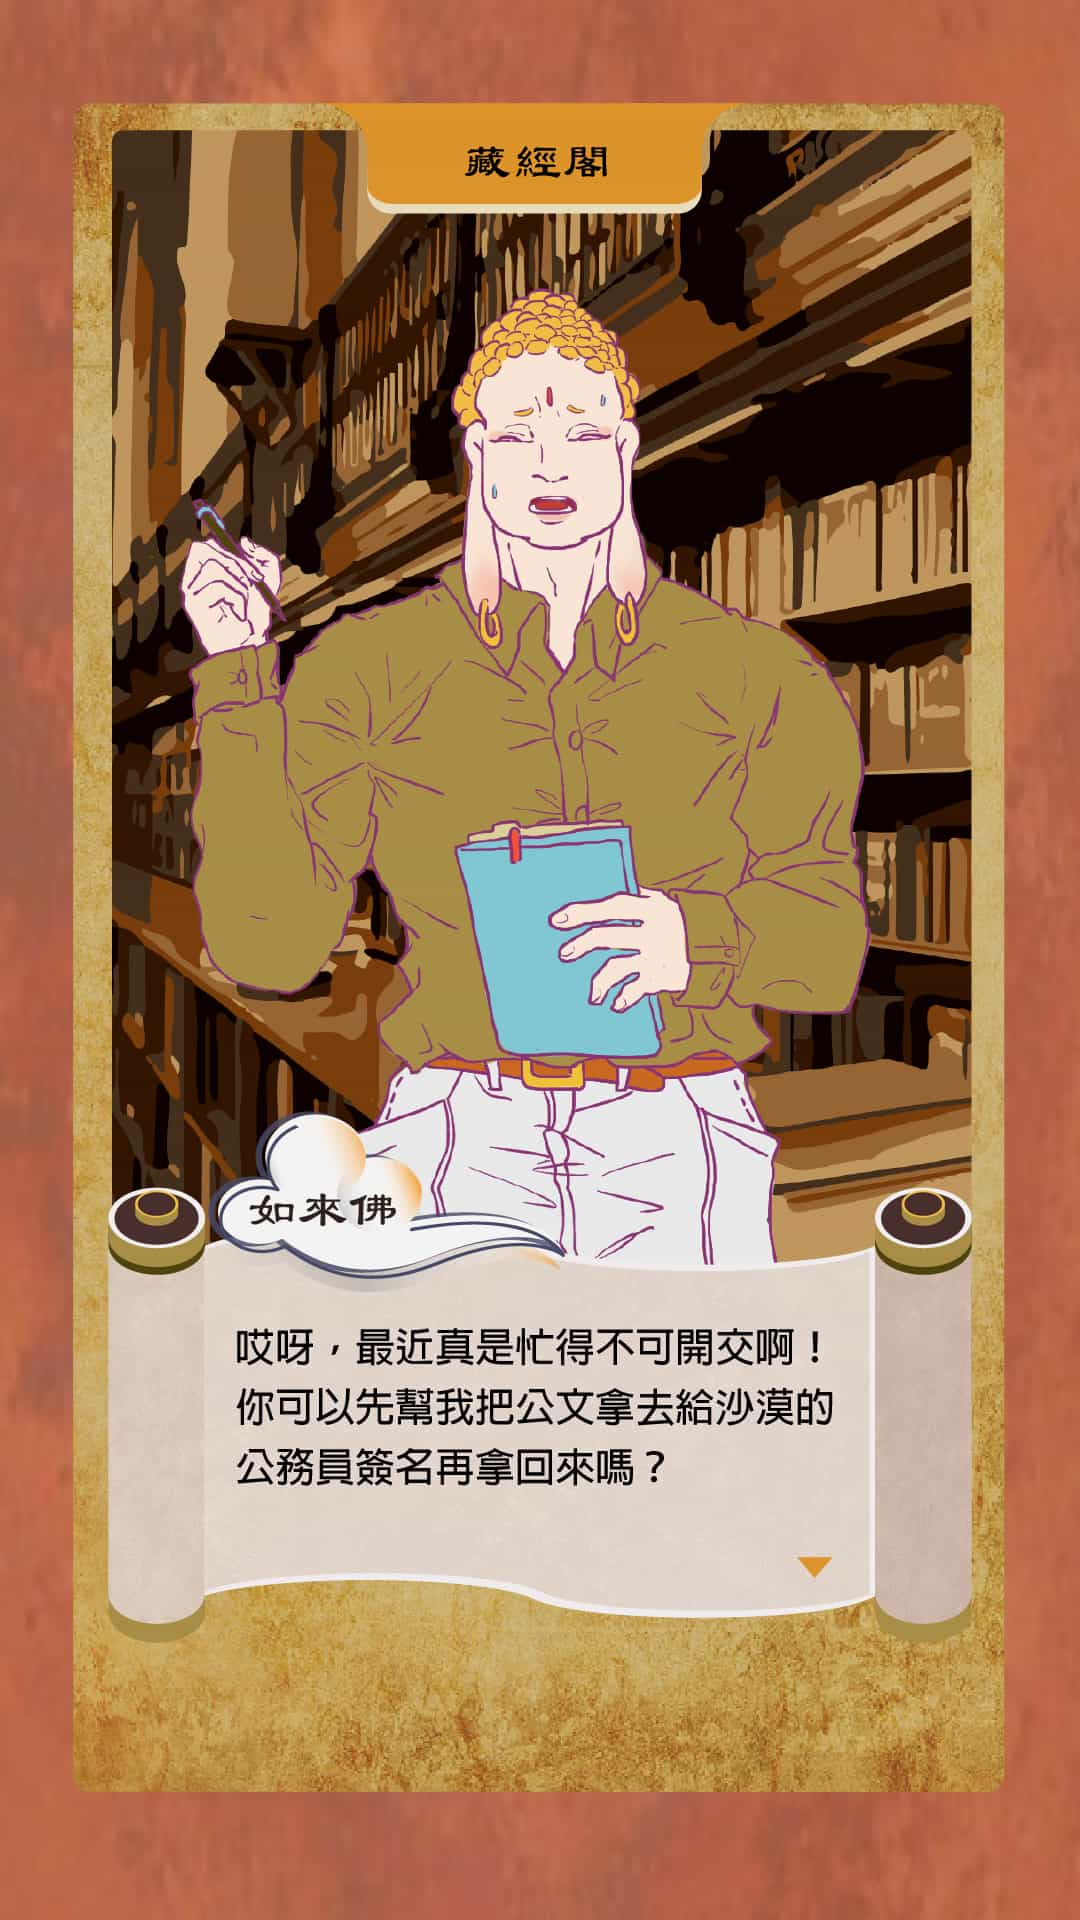 藏經閣
如來佛
哎呀，最近真是忙得不可開交啊！
你可以先幫我把公文拿去給沙漠的
公務員簽名再拿回來嗎？